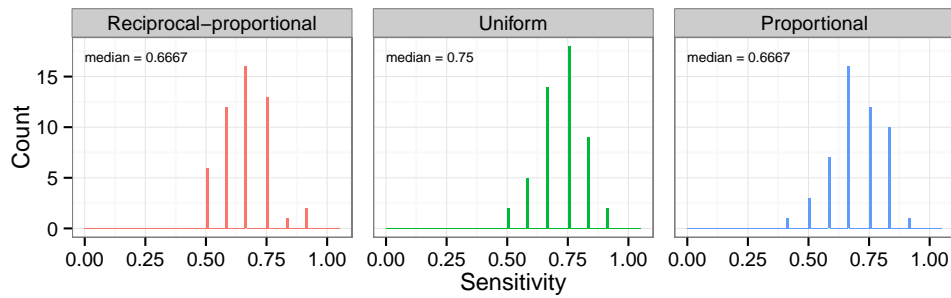 Reciprocal−proportional
Uniform
Proportional
median = 0.6667
median = 0.75
median = 0.6667
Count
15
10
5
0
0.00 0.25 0.50 0.75 1.00
0.00 0.25 0.50 0.75 1.00
0.00 0.25 0.50 0.75 1.00
Sensitivity